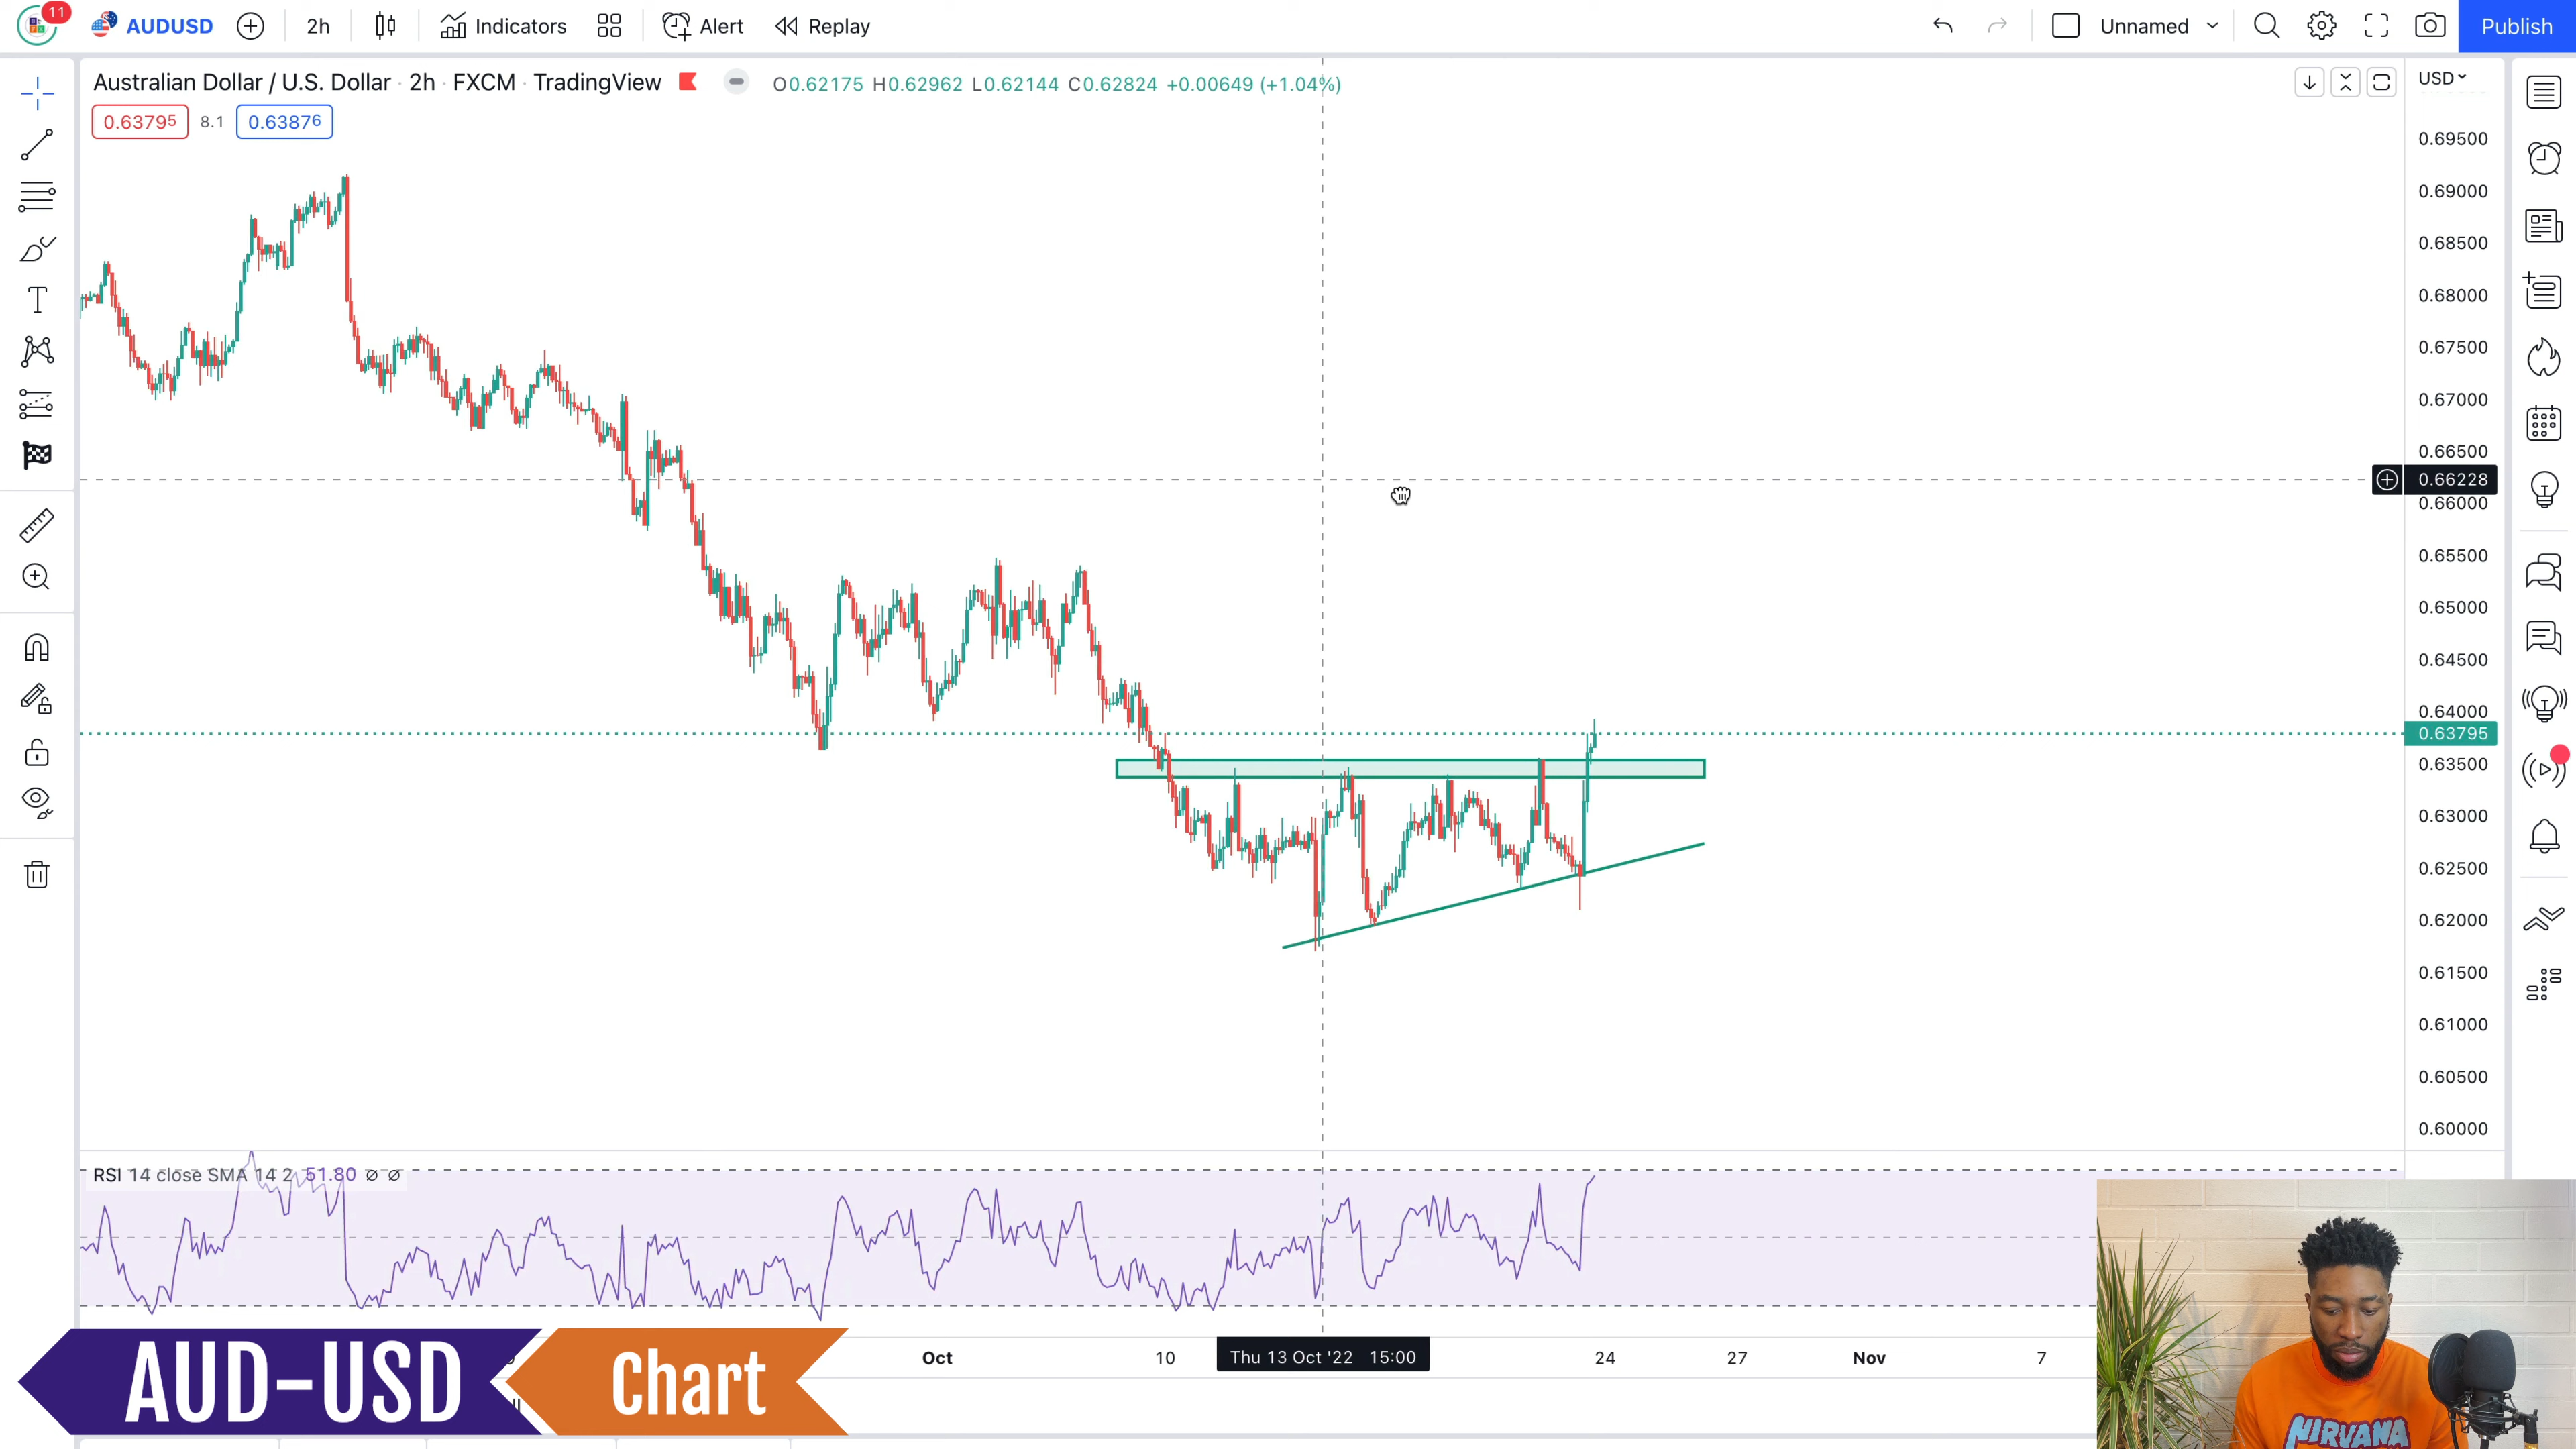 11
AUDUSD
2h
Indicators
Alert
Replay
Unnamed
Publish
Australian Dollar / U.S. Dollar · 2h · FXCM · TradingView
O0.62175 H0.62962 L0.62144 C0.62824 +0.00649 (+1.04%)
USD
0.63795 8.1 0.63876
0.69500
0.69000
0.68500
0.68000
0.67500
0.67000
0.66500
0.66228
0.66000
0.65500
0.65000
0.64500
0.64000
0.63795
0.63500
0.63000
0.62500
0.62000
0.61500
0.61000
0.60500
0.60000
RSI 14 close SMA 14 2 51.80 ∅ ∅
Oct
10
Thu 13 Oct '22 15:00
24
27
Nov
7
AUD-USD
Chart
NIRVANA